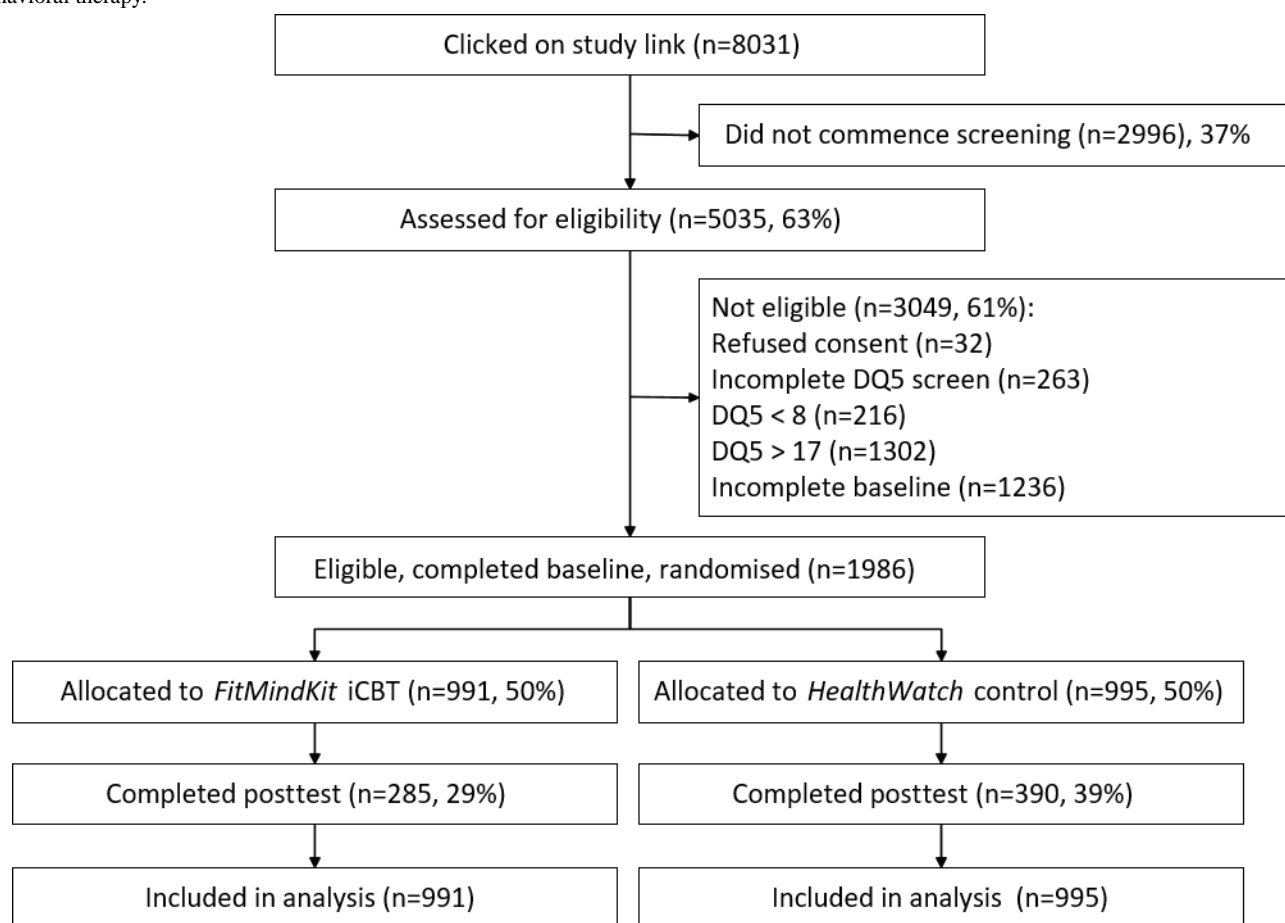 Clicked on study link (n=8031)
Did not commence screening (n=2996), 37%
Assessed for eligibility (n=5035, 63%)
Not eligible (n=3049, 61%):
Refused consent (n=32)
Incomplete DQ5 screen (n=263)
DQ5 < 8 (n=216)
DQ5 > 17 (n=1302)
Incomplete baseline (n=1236)
Eligible, completed baseline, randomised (n=1986)
Allocated to FitMindKit iCBT (n=991, 50%)
Allocated to HealthWatch control (n=995, 50%)
Completed posttest (n=285, 29%)
Completed posttest (n=390, 39%)
Included in analysis (n=991)
Included in analysis (n=995)